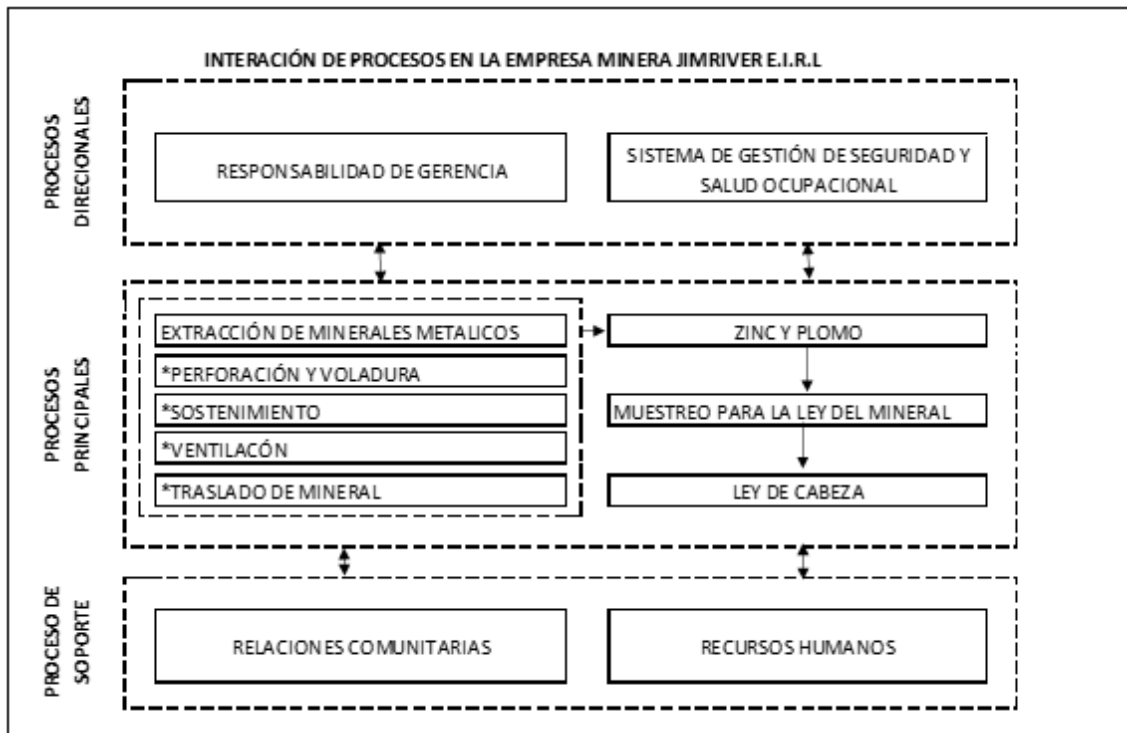 INTERACIÓN DE PROCESOS EN LA EMPRESA MINERA JIMRIVER E.I.R.L
PROCESOS
DIRECIONALES
RESPONSABILIDAD DE GERENCIA
SISTEMA DE GESTIÓN DE SEGURIDAD Y
SALUD OCUPACIONAL
PROCESOS
PRINCIPALES
EXTRACCIÓN DE MINERALES METALICOS
*PERFORACIÓN Y VOLADURA
*SOSTENIMIENTO
*VENTILACÓN
*TRASLADO DE MINERAL
ZINC Y PLOMO
MUESTREO PARA LA LEY DEL MINERAL
LEY DE CABEZA
PROCESO DE
SOPORTE
RELACIONES COMUNITARIAS
RECURSOS HUMANOS